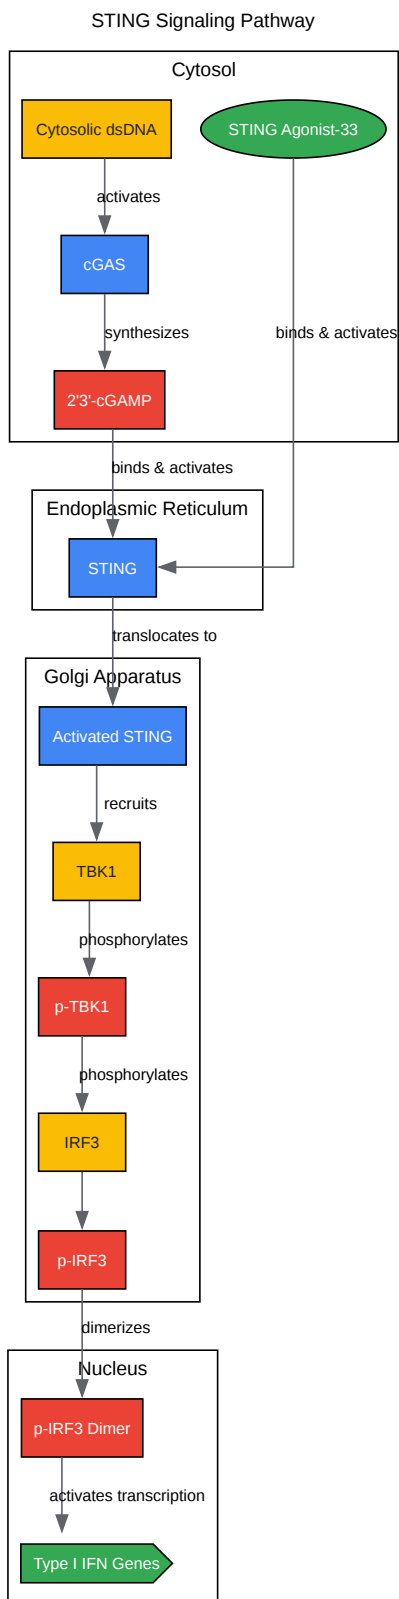 STING Signaling Pathway
Cytosol
Cytosolic dsDNA
STING Agonist-33
activates
cGAS
synthesizes
binds & activates
2'3'-cGAMP
binds & activates
Endoplasmic Reticulum
STING
translocates to
Golgi Apparatus
Activated STING
recruits
TBK1
phosphorylates
p-TBK1
phosphorylates
IRF3
p-IRF3
dimerizes
Nucleus
p-IRF3 Dimer
activates transcription
Type I IFN Genes